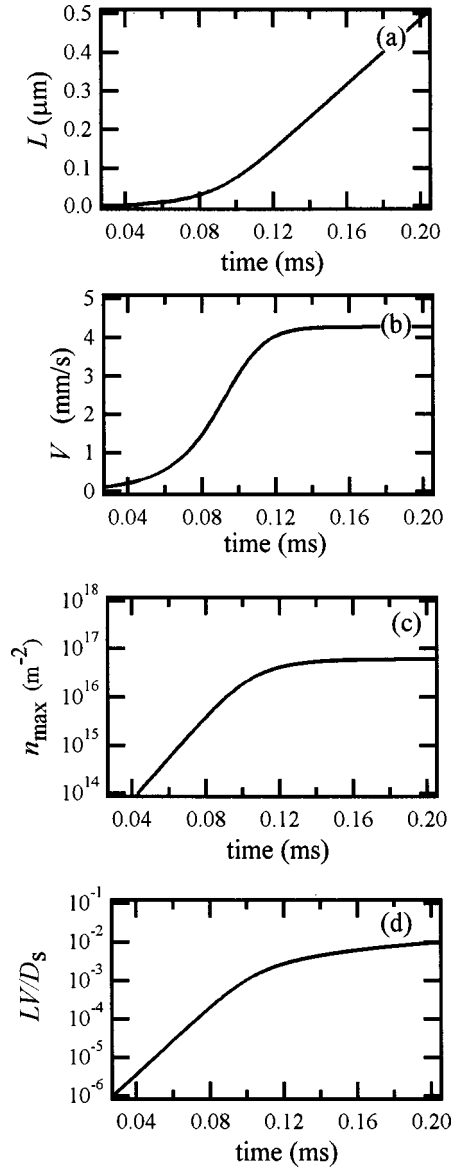 0.5
(a)
0.4
0.3
L (μm)
0.2
0.1
0.0
0.04 0.08 0.12 0.16 0.20
time (ms)
5
(b)
4
3
V (mm/s)
2
1
0
0.04 0.08 0.12 0.16 0.20
time (ms)
10^18
(c)
10^17
10^16
n_max (m^-2)
10^15
10^14
0.04 0.08 0.12 0.16 0.20
time (ms)
10^-1
(d)
10^-2
10^-3
LV/D_S
10^-4
10^-5
10^-6
0.04 0.08 0.12 0.16 0.20
time (ms)